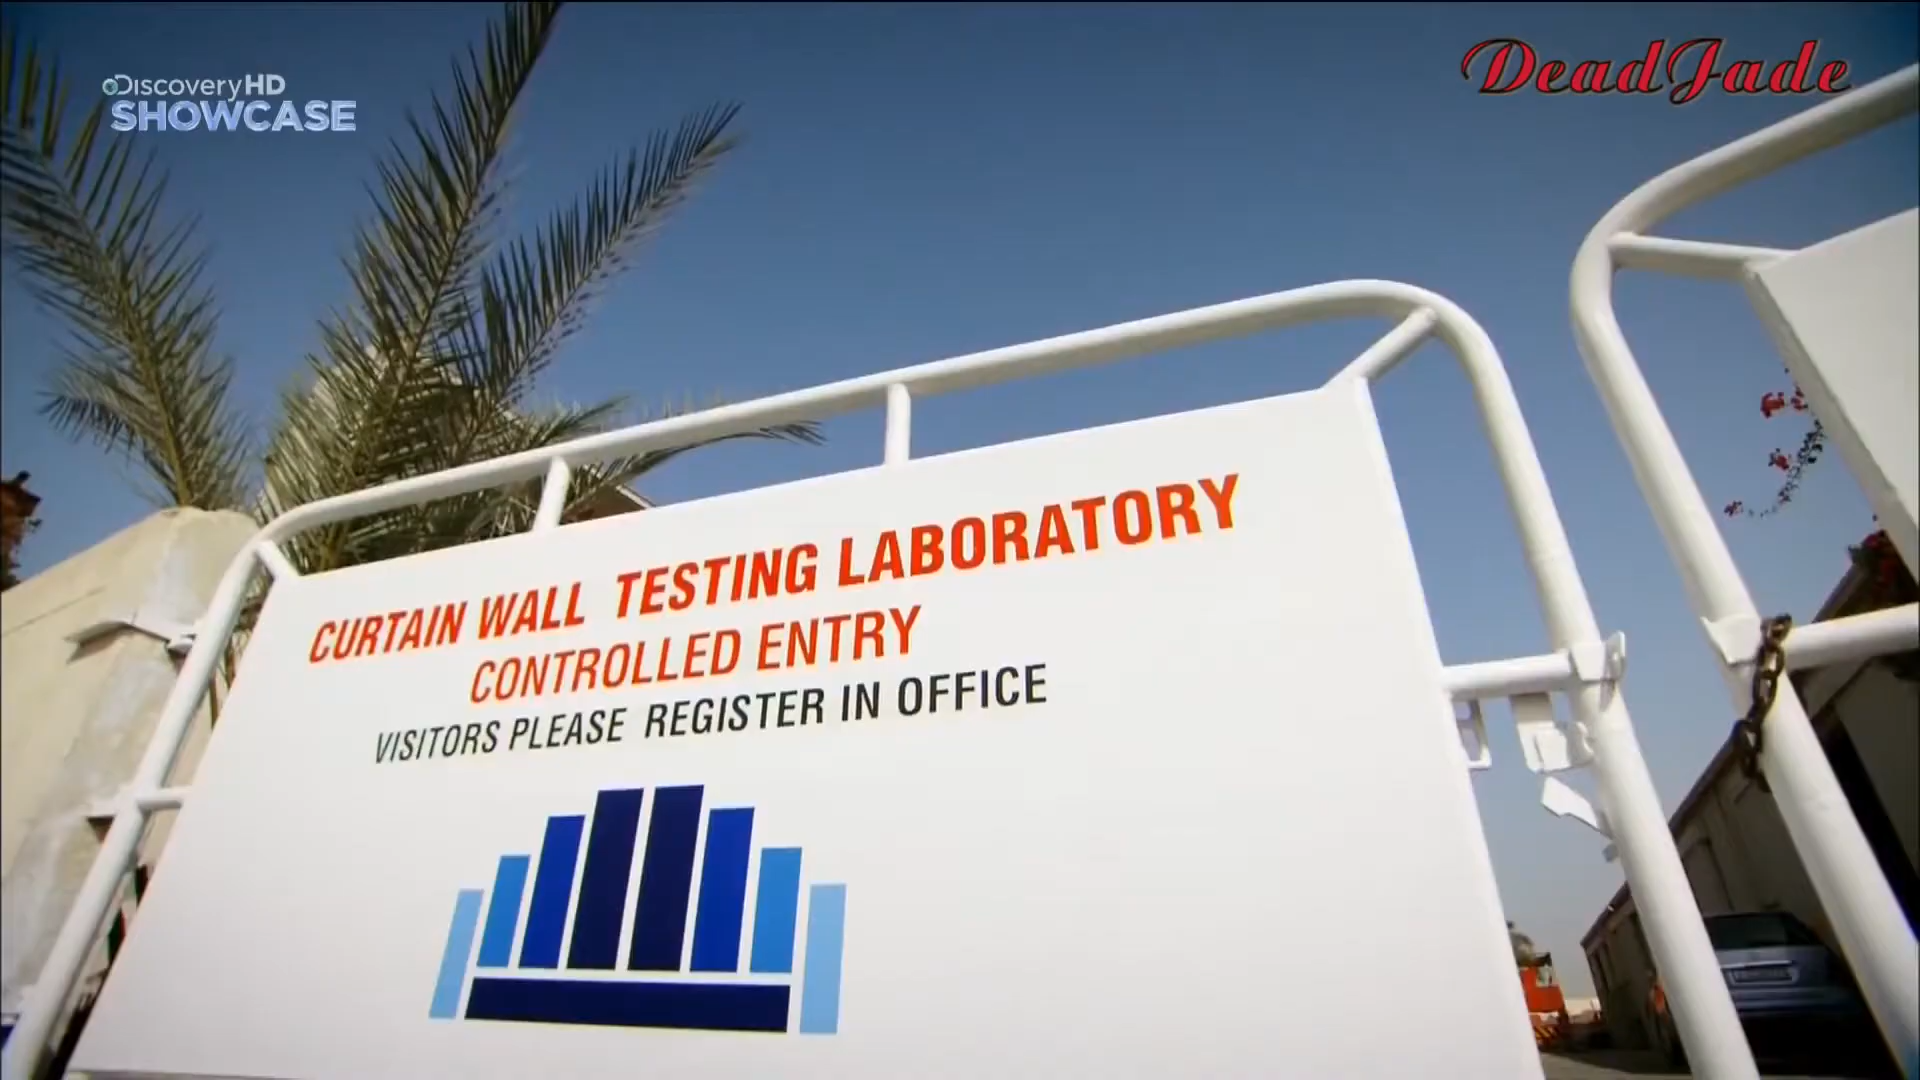 Discovery HD
SHOWCASE
DeadJade
CURTAIN WALL TESTING LABORATORY
CONTROLLED ENTRY
VISITORS PLEASE REGISTER IN OFFICE